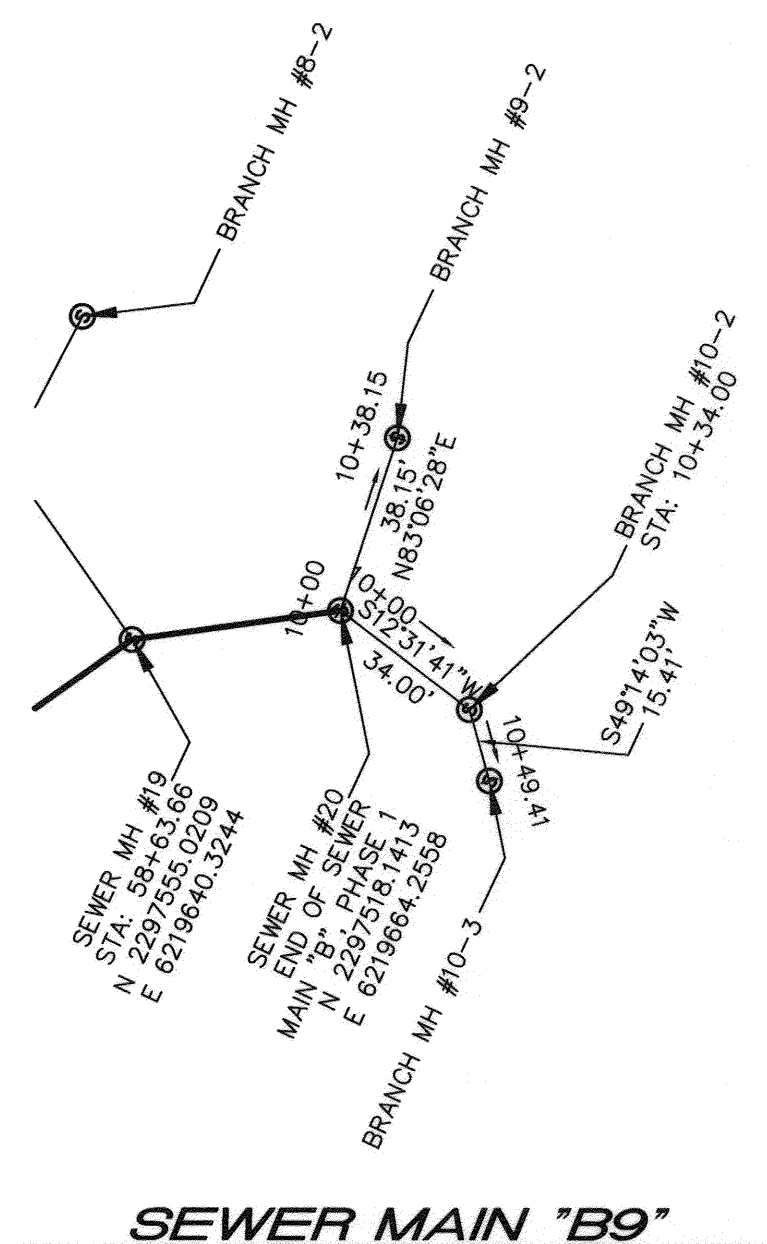 BRANCH MH #8-2
BRANCH MH #9-2
10+38.15
38.15'
N83°06'28"E
BRANCH MH #10-2
STA: 10+34.00
10+00
10+00
S12°31'41"W
34.00'
S49°14'03"W
15.41'
10+49.41
SEWER MH #19
STA: 58+63.66
N 2297555.0209
E 6219640.3244
SEWER MH #20
END OF SEWER
MAIN "B", PHASE 1
N 2297518.1413
E 6219664.2558
BRANCH MH #10-3
SEWER MAIN "B9"